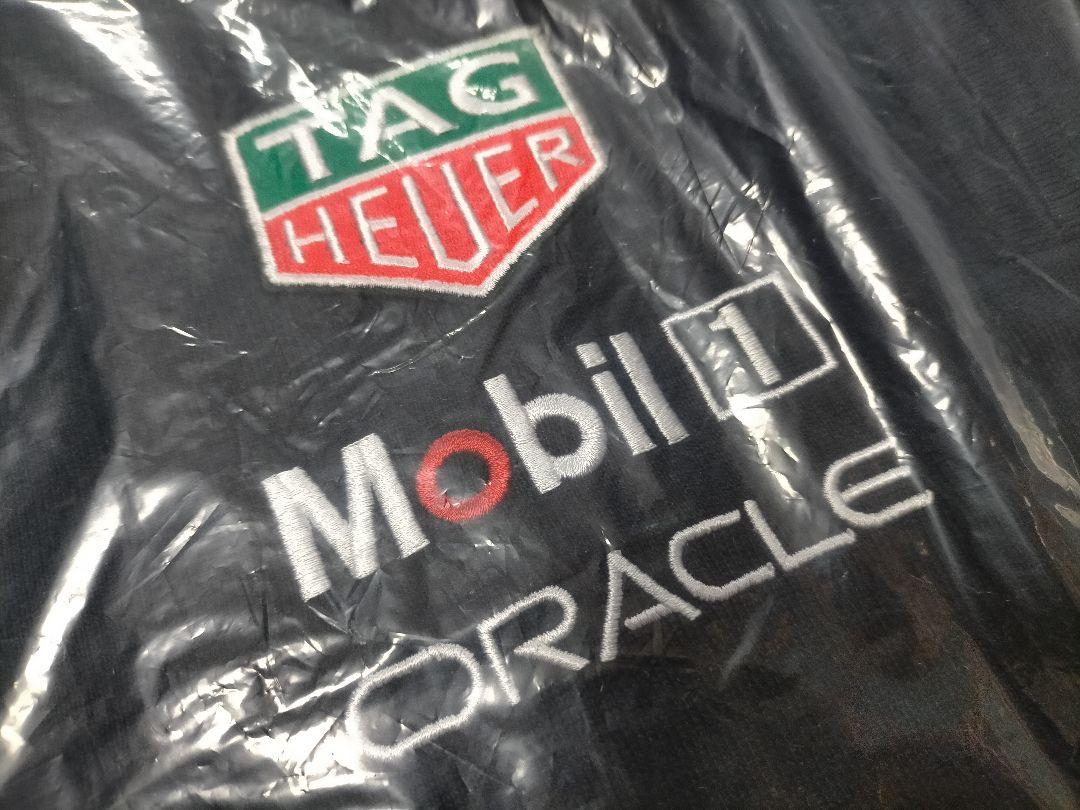 TAG
HEUER
Mobil 1
ORACLE